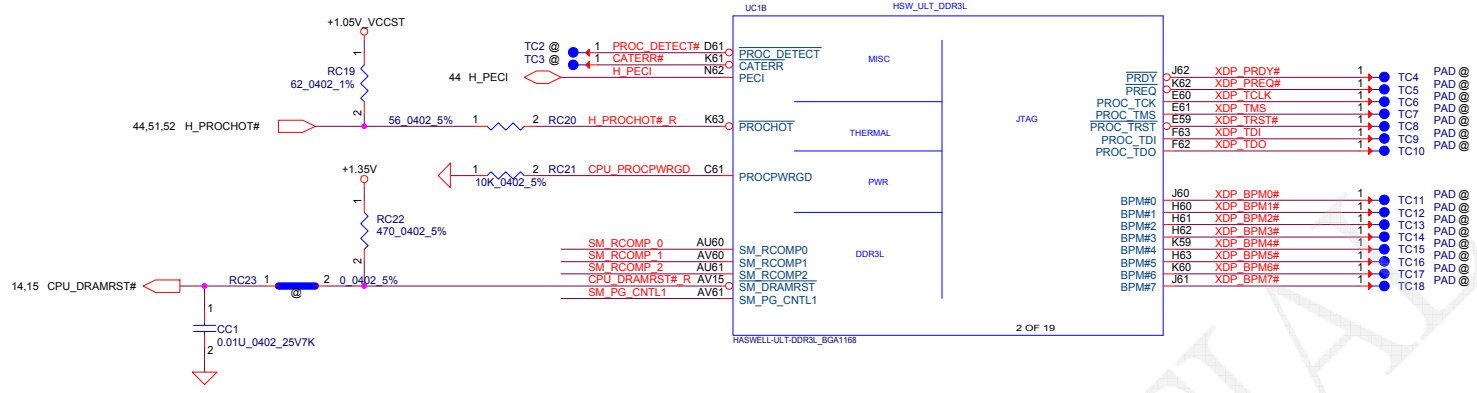 UC1B
HSW_ULT_DDR3L
+1.05V_VCCST
1
RC19
62_0402_1%
2
TC2 @ 1 PROC_DETECT# D61 PROC_DETECT
TC3 @ 1 CATERR# K61 CATERR
44 H_PECI H_PECI N62 PECI
MISC
44,51,52 H_PROCHOT# 56_0402_5% 1 2 RC20 H_PROCHOT#_R K63 PROCHOT
THERMAL
+1.35V
1 2 RC21 CPU_PROCPWRGD C61 PROCPWRGD
10K_0402_5%
PWR
1
RC22
470_0402_5%
2
SM_RCOMP_0 AU60 SM_RCOMP0
SM_RCOMP_1 AV60 SM_RCOMP1
SM_RCOMP_2 AU61 SM_RCOMP2
DDR3L
14,15 CPU_DRAMRST# RC23 1 2 0_0402_5% CPU_DRAMRST#_R AV15 SM_DRAMRST
@
SM_PG_CNTL1 AV61 SM_PG_CNTL1
1
CC1
0.01U_0402_25V7K
2
JTAG
PRDY J62 XDP_PRDY# 1 TC4 PAD @
PREQ K62 XDP_PREQ# 1 TC5 PAD @
PROC_TCK E60 XDP_TCLK 1 TC6 PAD @
PROC_TMS E61 XDP_TMS 1 TC7 PAD @
PROC_TRST E59 XDP_TRST# 1 TC8 PAD @
PROC_TDI F63 XDP_TDI 1 TC9 PAD @
PROC_TDO F62 XDP_TDO 1 TC10 PAD @
BPM#0 J60 XDP_BPM0# 1 TC11 PAD @
BPM#1 H60 XDP_BPM1# 1 TC12 PAD @
BPM#2 H61 XDP_BPM2# 1 TC13 PAD @
BPM#3 H62 XDP_BPM3# 1 TC14 PAD @
BPM#4 K59 XDP_BPM4# 1 TC15 PAD @
BPM#5 H63 XDP_BPM5# 1 TC16 PAD @
BPM#6 K60 XDP_BPM6# 1 TC17 PAD @
BPM#7 J61 XDP_BPM7# 1 TC18 PAD @
2 OF 19
HASWELL-ULT-DDR3L_BGA1168